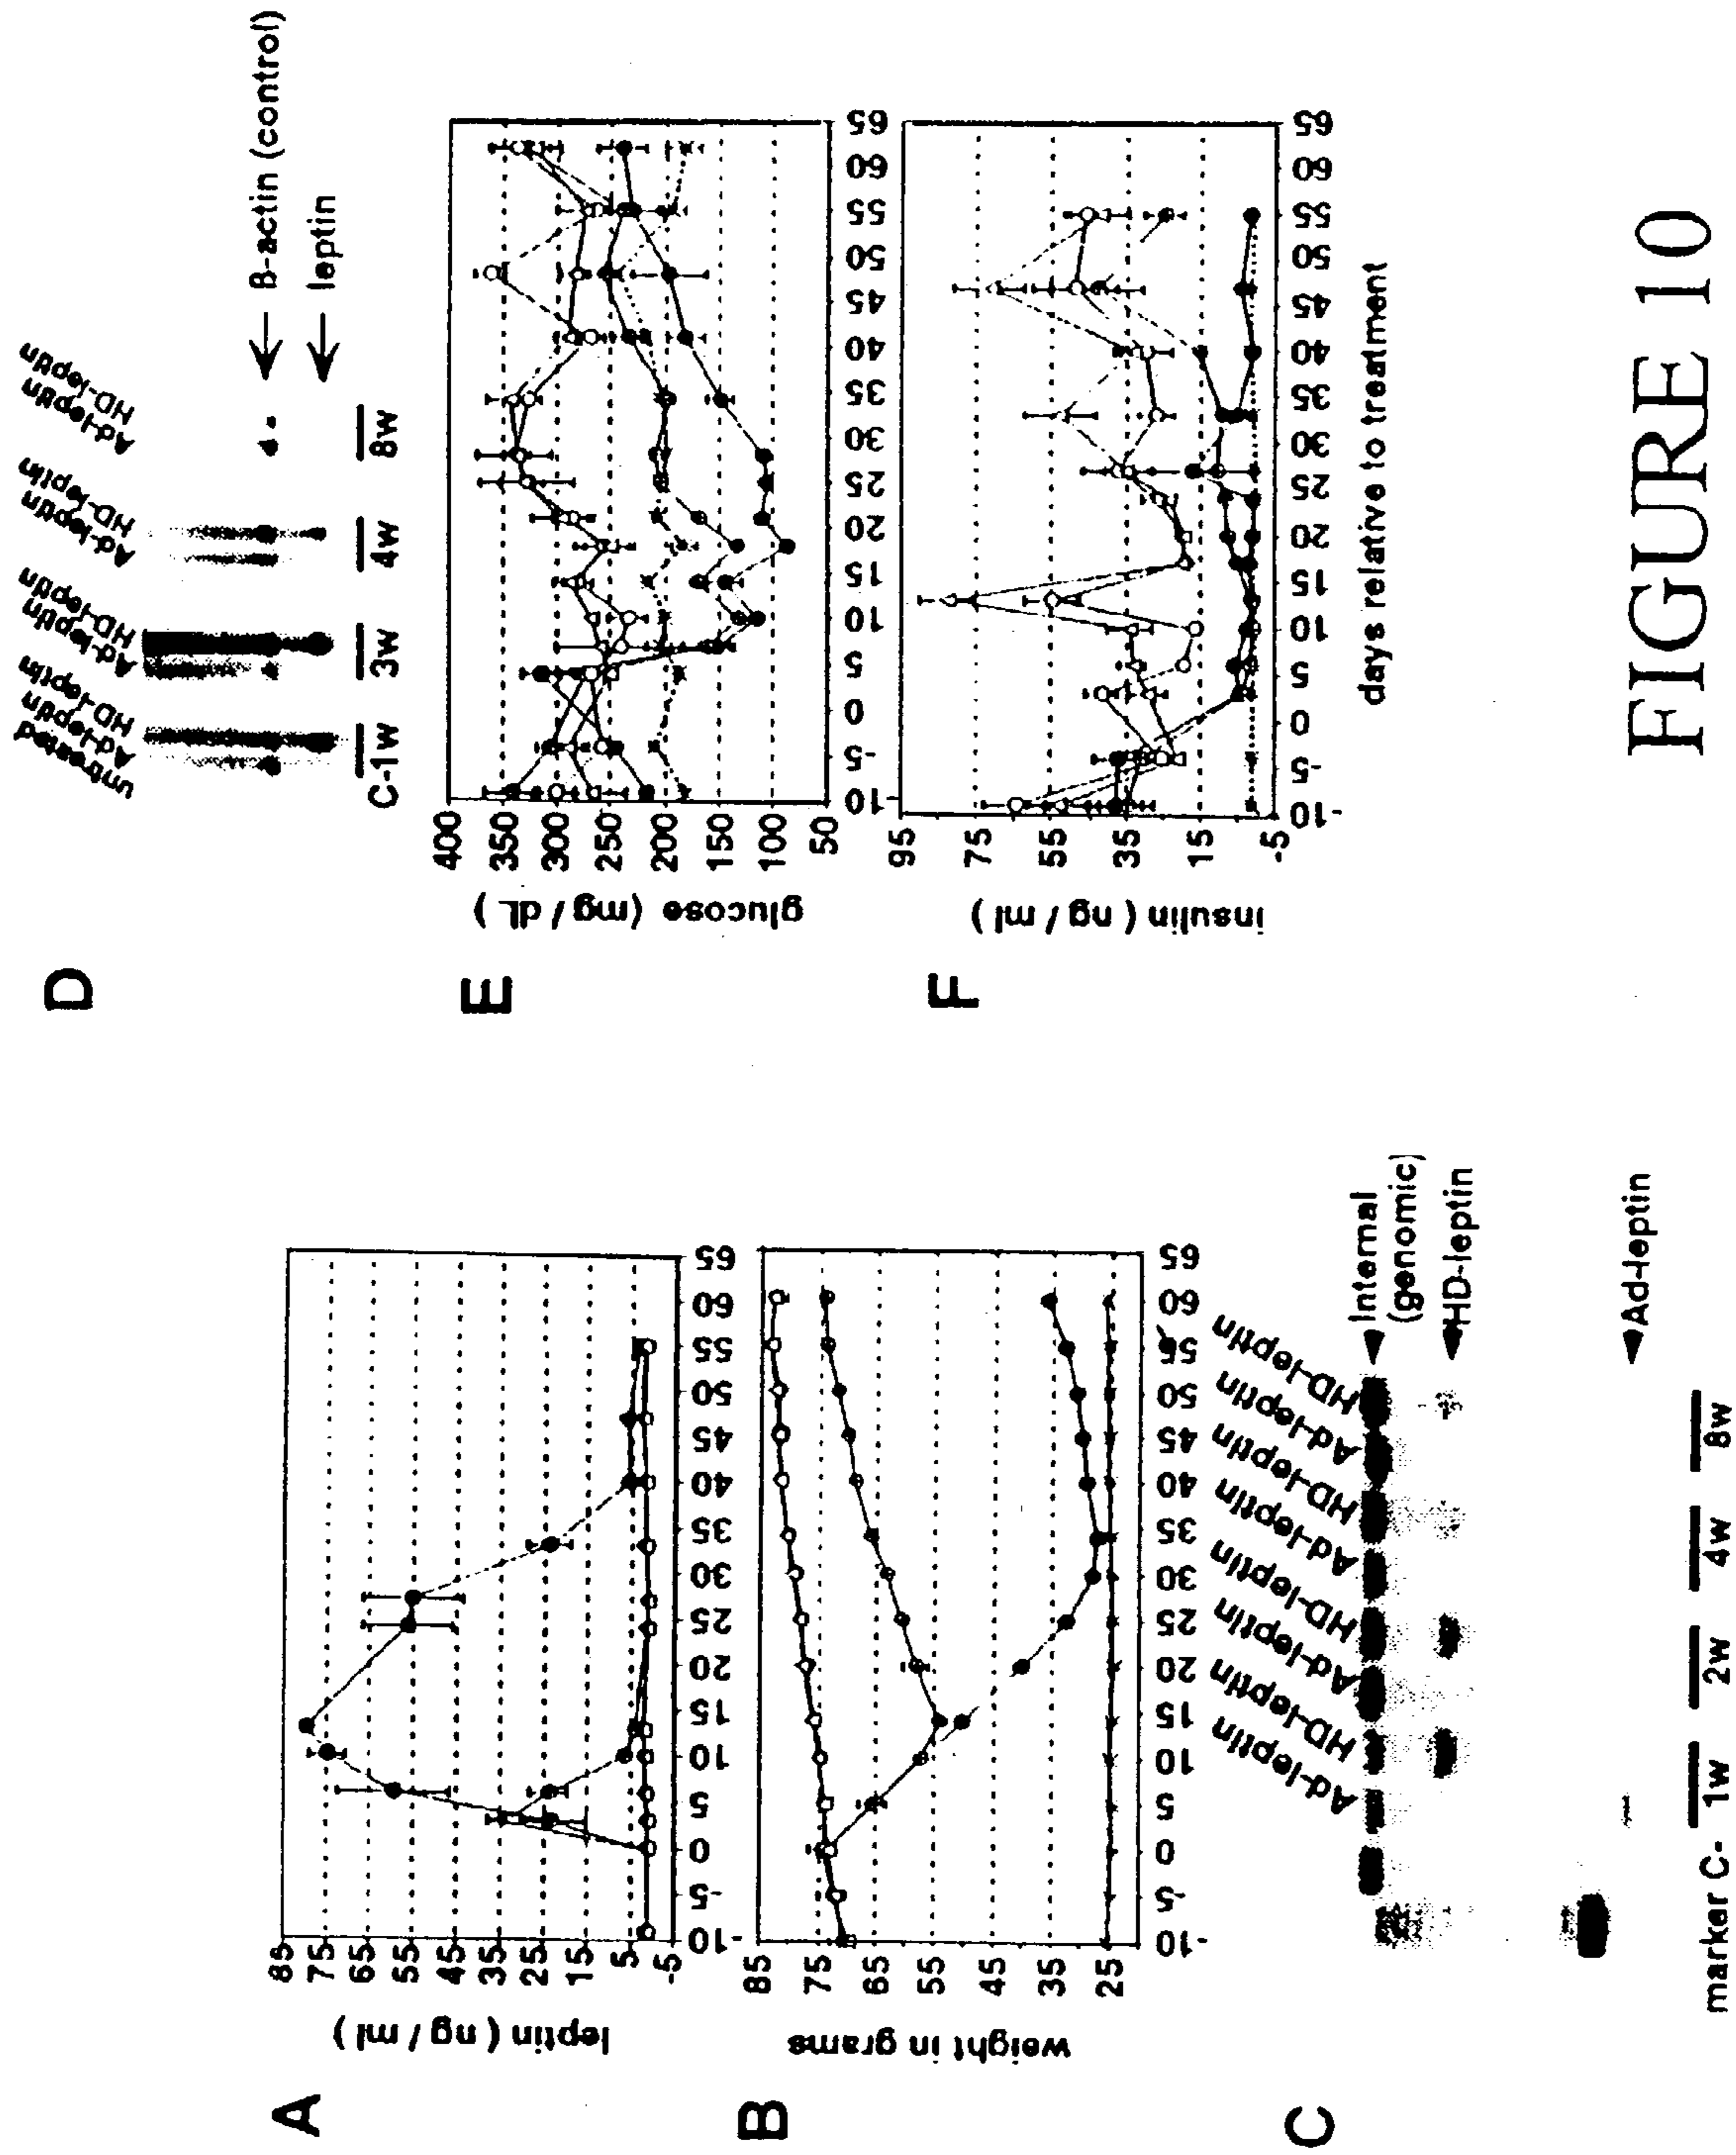 A
leptin ( ng / ml )
85
75
65
55
45
35
25
15
5
-5
-10 -5 0 5 10 15 20 25 30 35 40 45 50 55 60 65
B
weight in grams
85
75
65
55
45
35
25
-10 -5 0 5 10 15 20 25 30 35 40 45 50 55 60 65
C
Ad-leptin HD-leptin Ad-leptin HD-leptin Ad-leptin HD-leptin Ad-leptin HD-leptin
Internal
(genomic)
HD-leptin
Ad-leptin
marker C- 1w 2w 4w 8w
D
untreated Ad-leptin HD-leptin Ad-leptin HD-leptin Ad-leptin HD-leptin Ad-leptin HD-leptin
B-actin (control)
leptin
C-1w 3w 4w 8w
E
glucose ( mg / dL )
400
350
300
250
200
150
100
50
-10 -5 0 5 10 15 20 25 30 35 40 45 50 55 60 65
F
insulin ( ng / ml )
95
75
55
35
15
-5
-10 -5 0 5 10 15 20 25 30 35 40 45 50 55 60 65
days relative to treatment
FIGURE 10